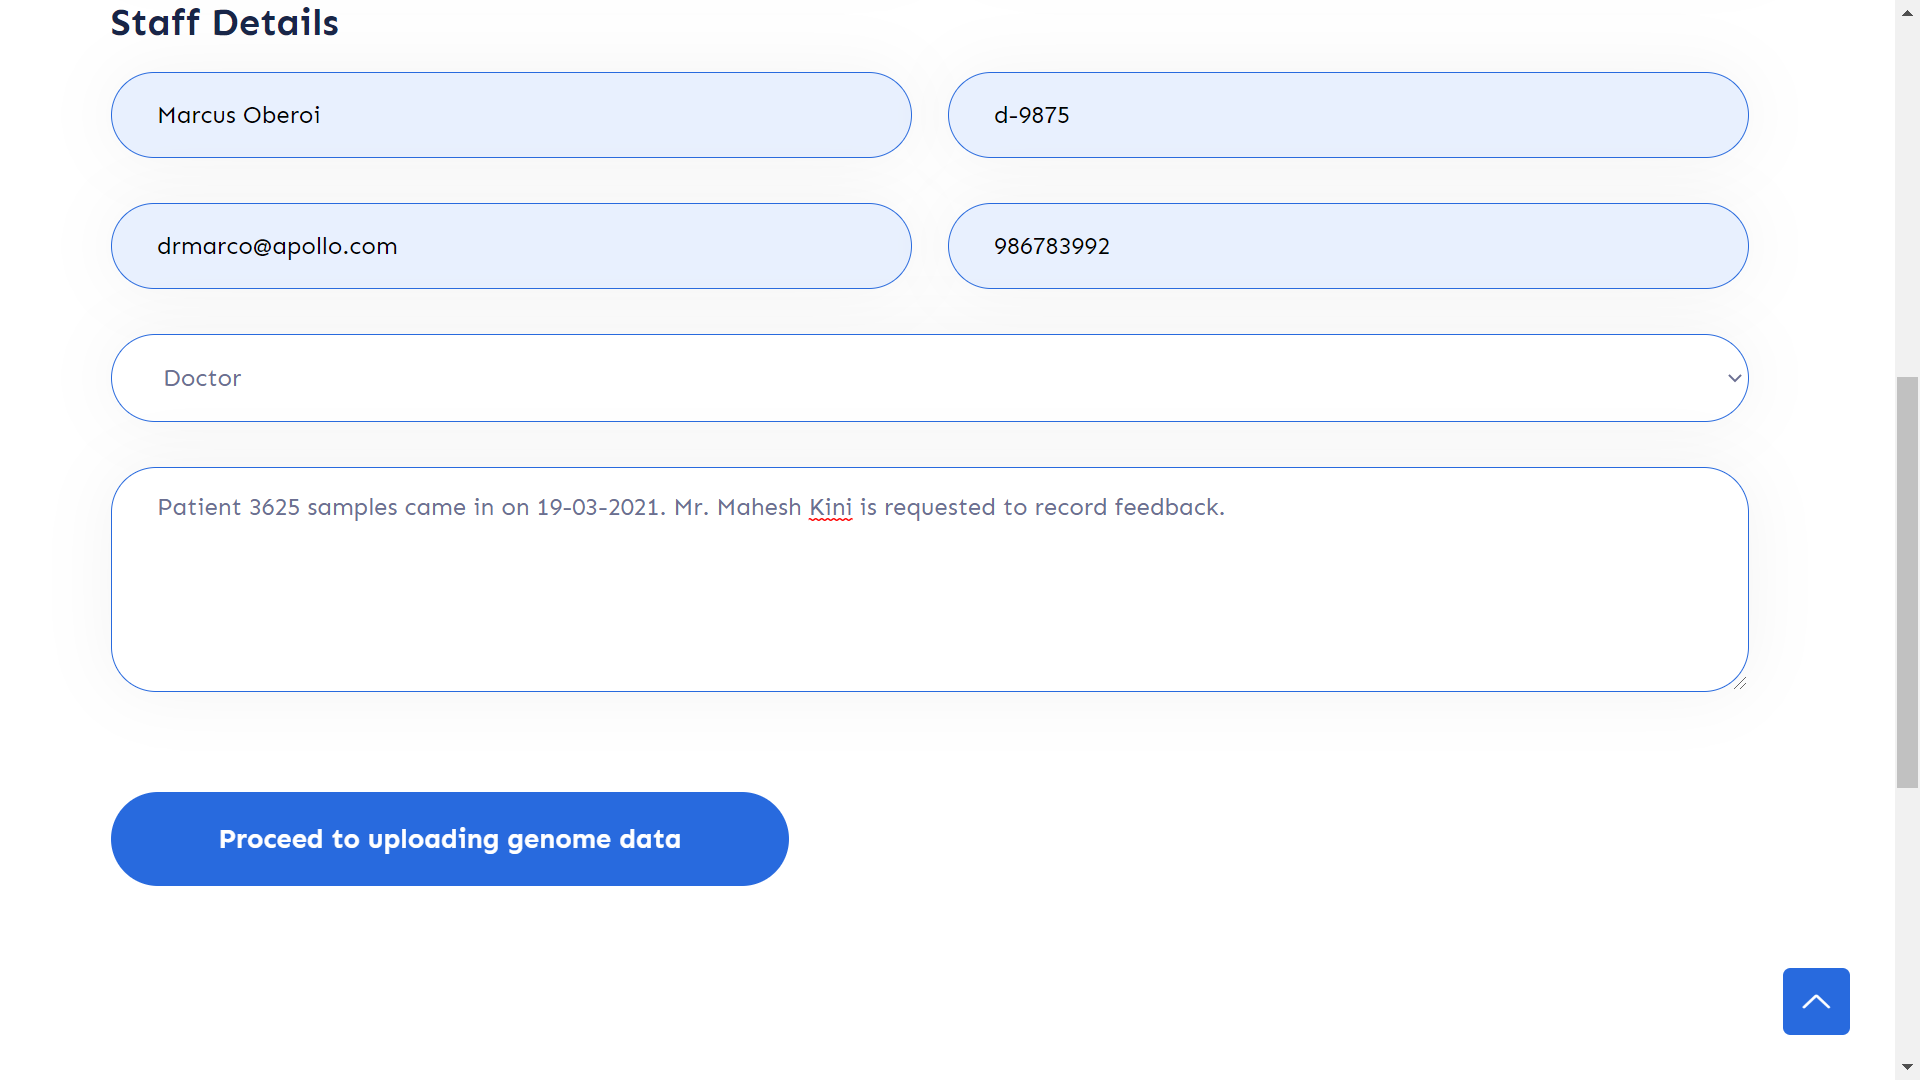 Staff Details
Marcus Oberoi
d-9875
drmarco@apollo.com
986783992
Doctor
Patient 3625 samples came in on 19-03-2021. Mr. Mahesh Kini is requested to record feedback.
Proceed to uploading genome data